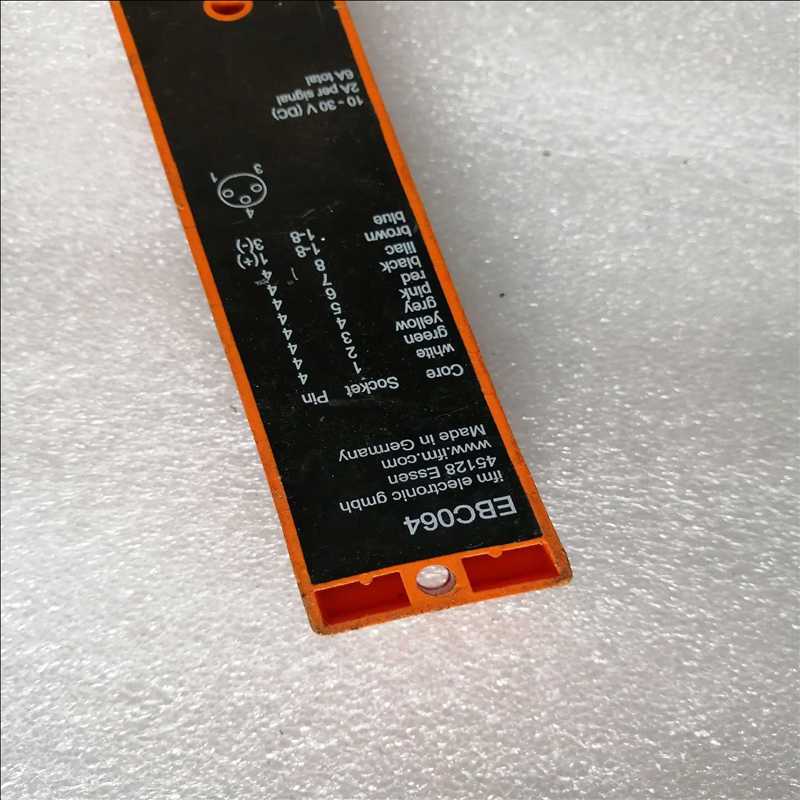 EBC064
ifm electronic gmbh
45128 Essen
www.ifm.com
Made in Germany
Core Socket Pin
white 1 4
green 2 4
yellow 3 4
grey 4 4
pink 5 4
red 6 4
black 7 4
lilac 8 4
brown *1-8 1(+)
blue *1-8 3(-)
4
1
3
10 - 30 V (DC)
2A per signal
6A total